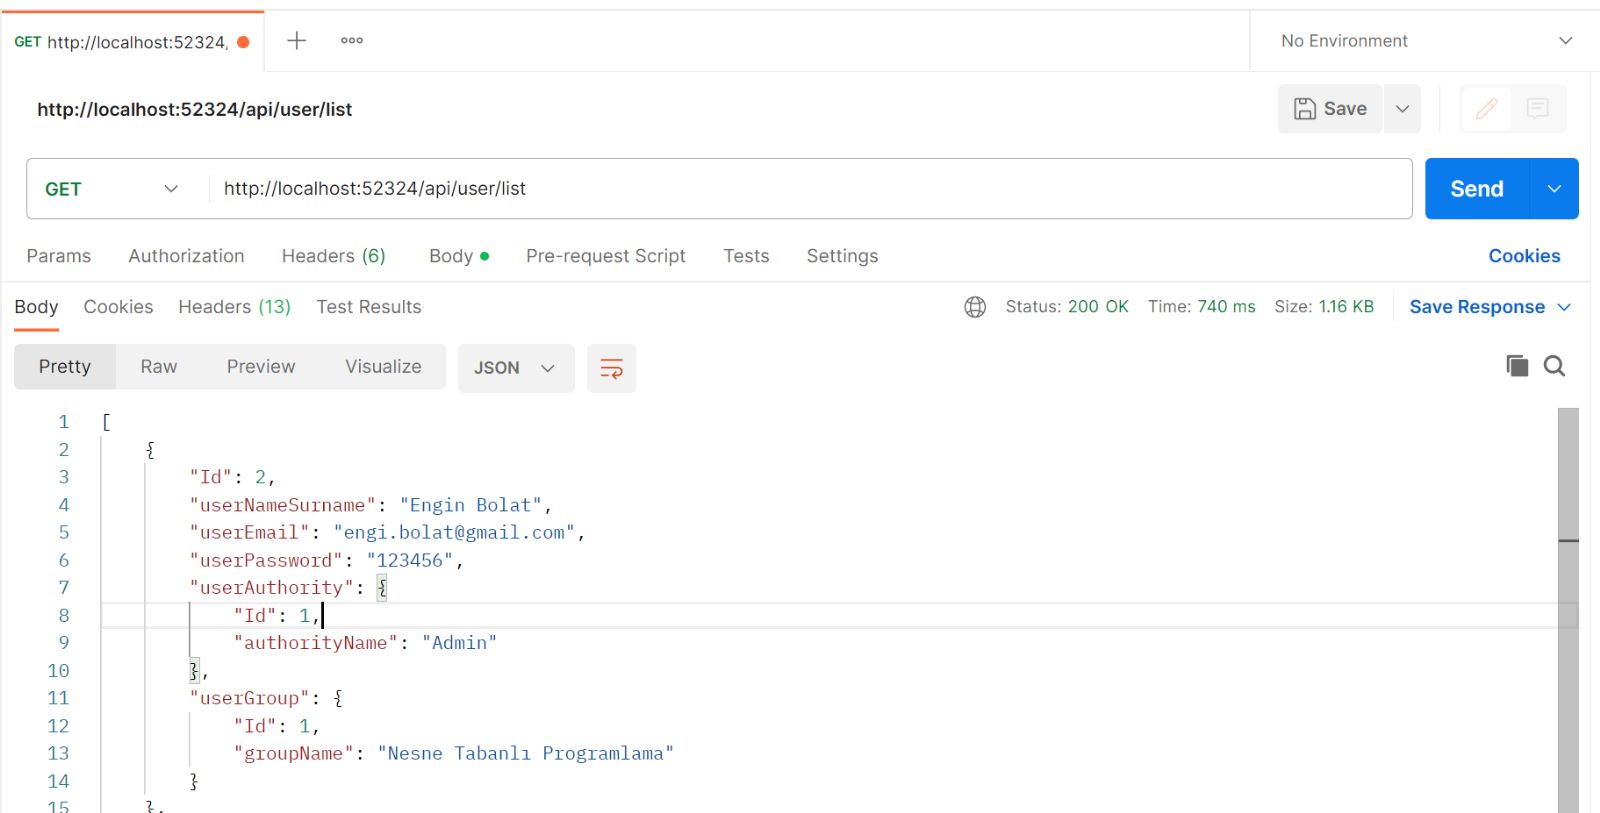 GET http://localhost:52324,
No Environment
http://localhost:52324/api/user/list
Save
GET http://localhost:52324/api/user/list
Send
Params Authorization Headers (6) Body Pre-request Script Tests Settings Cookies
Body Cookies Headers (13) Test Results Status: 200 OK Time: 740 ms Size: 1.16 KB Save Response
Pretty Raw Preview Visualize JSON
1 [
2 {
3 "Id": 2,
4 "userNameSurname": "Engin Bolat",
5 "userEmail": "engi.bolat@gmail.com",
6 "userPassword": "123456",
7 "userAuthority": {
8 "Id": 1,
9 "authorityName": "Admin"
10 },
11 "userGroup": {
12 "Id": 1,
13 "groupName": "Nesne Tabanlı Programlama"
14 }
15 },